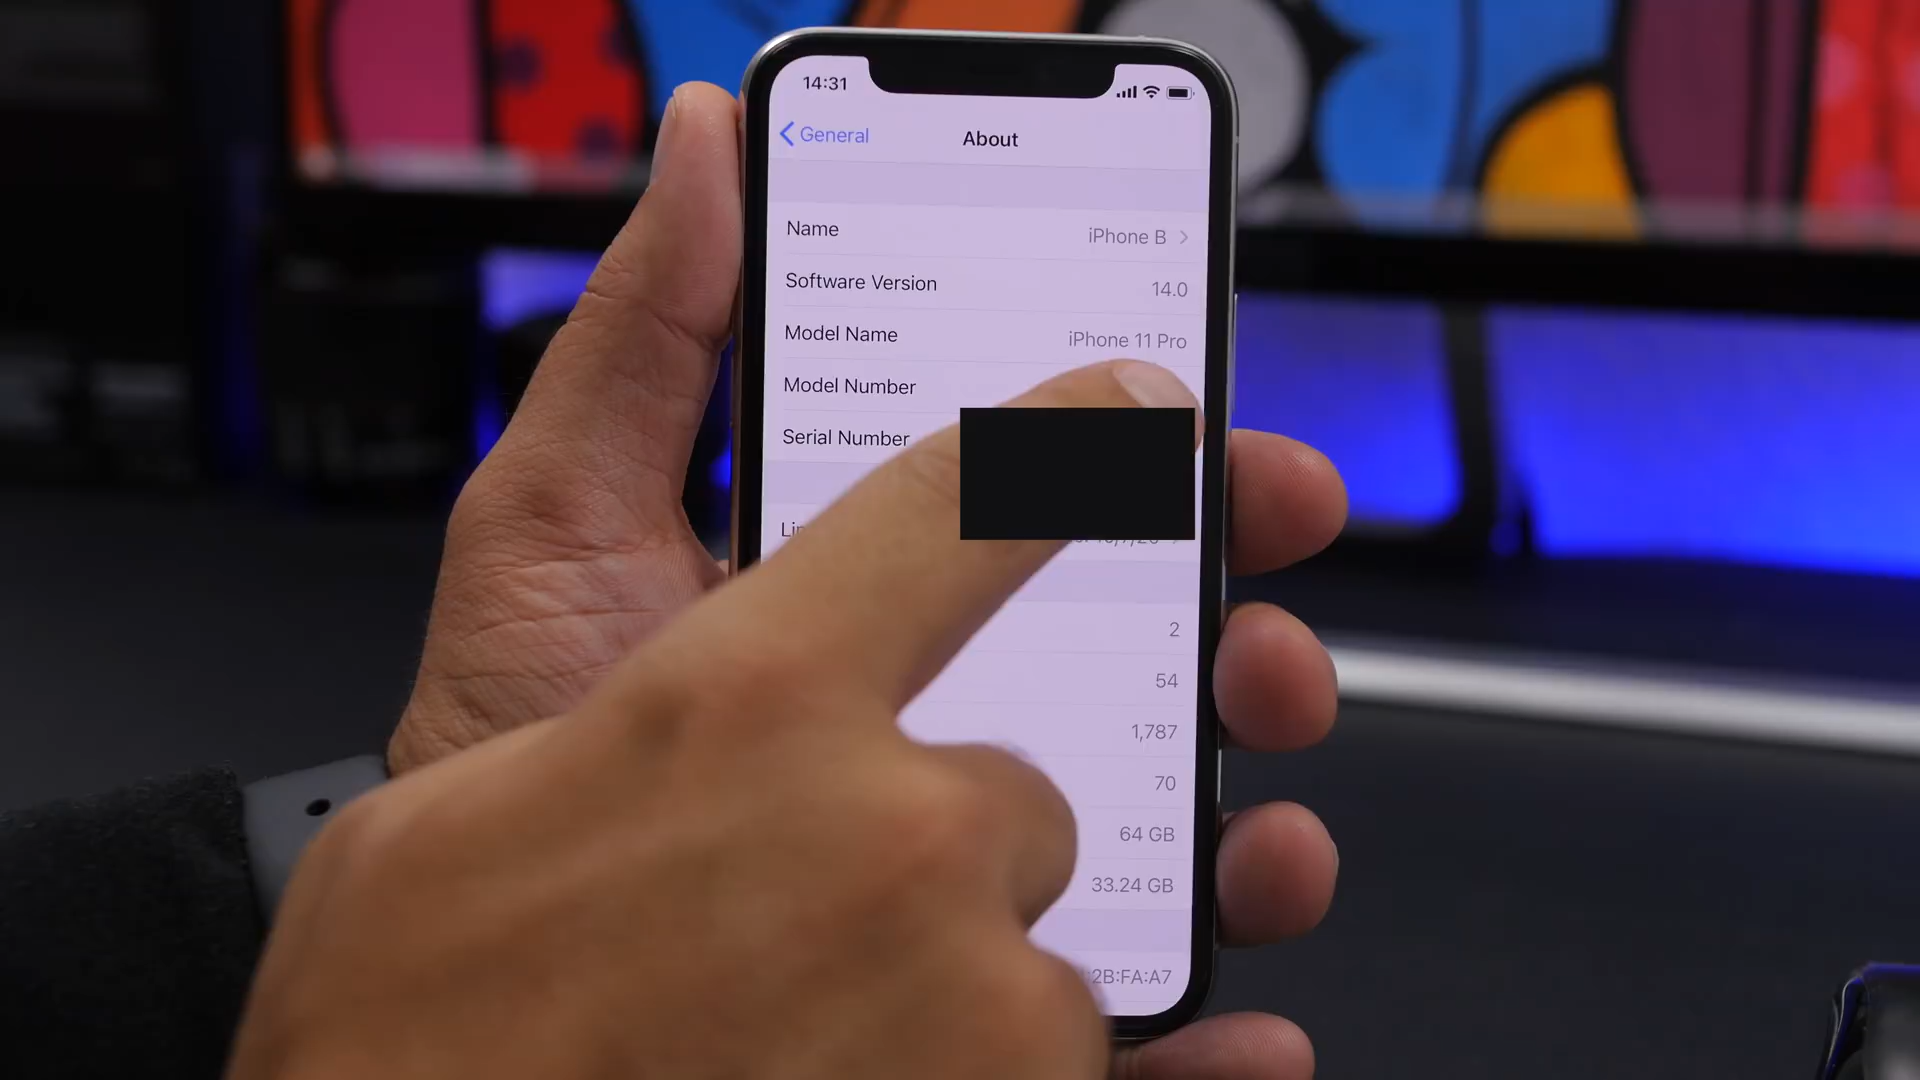 14:31
General
About
Name iPhone B
Software Version 14.0
Model Name iPhone 11 Pro
Model Number
Serial Number
2
54
1,787
70
64 GB
33.24 GB
2B:FA:A7